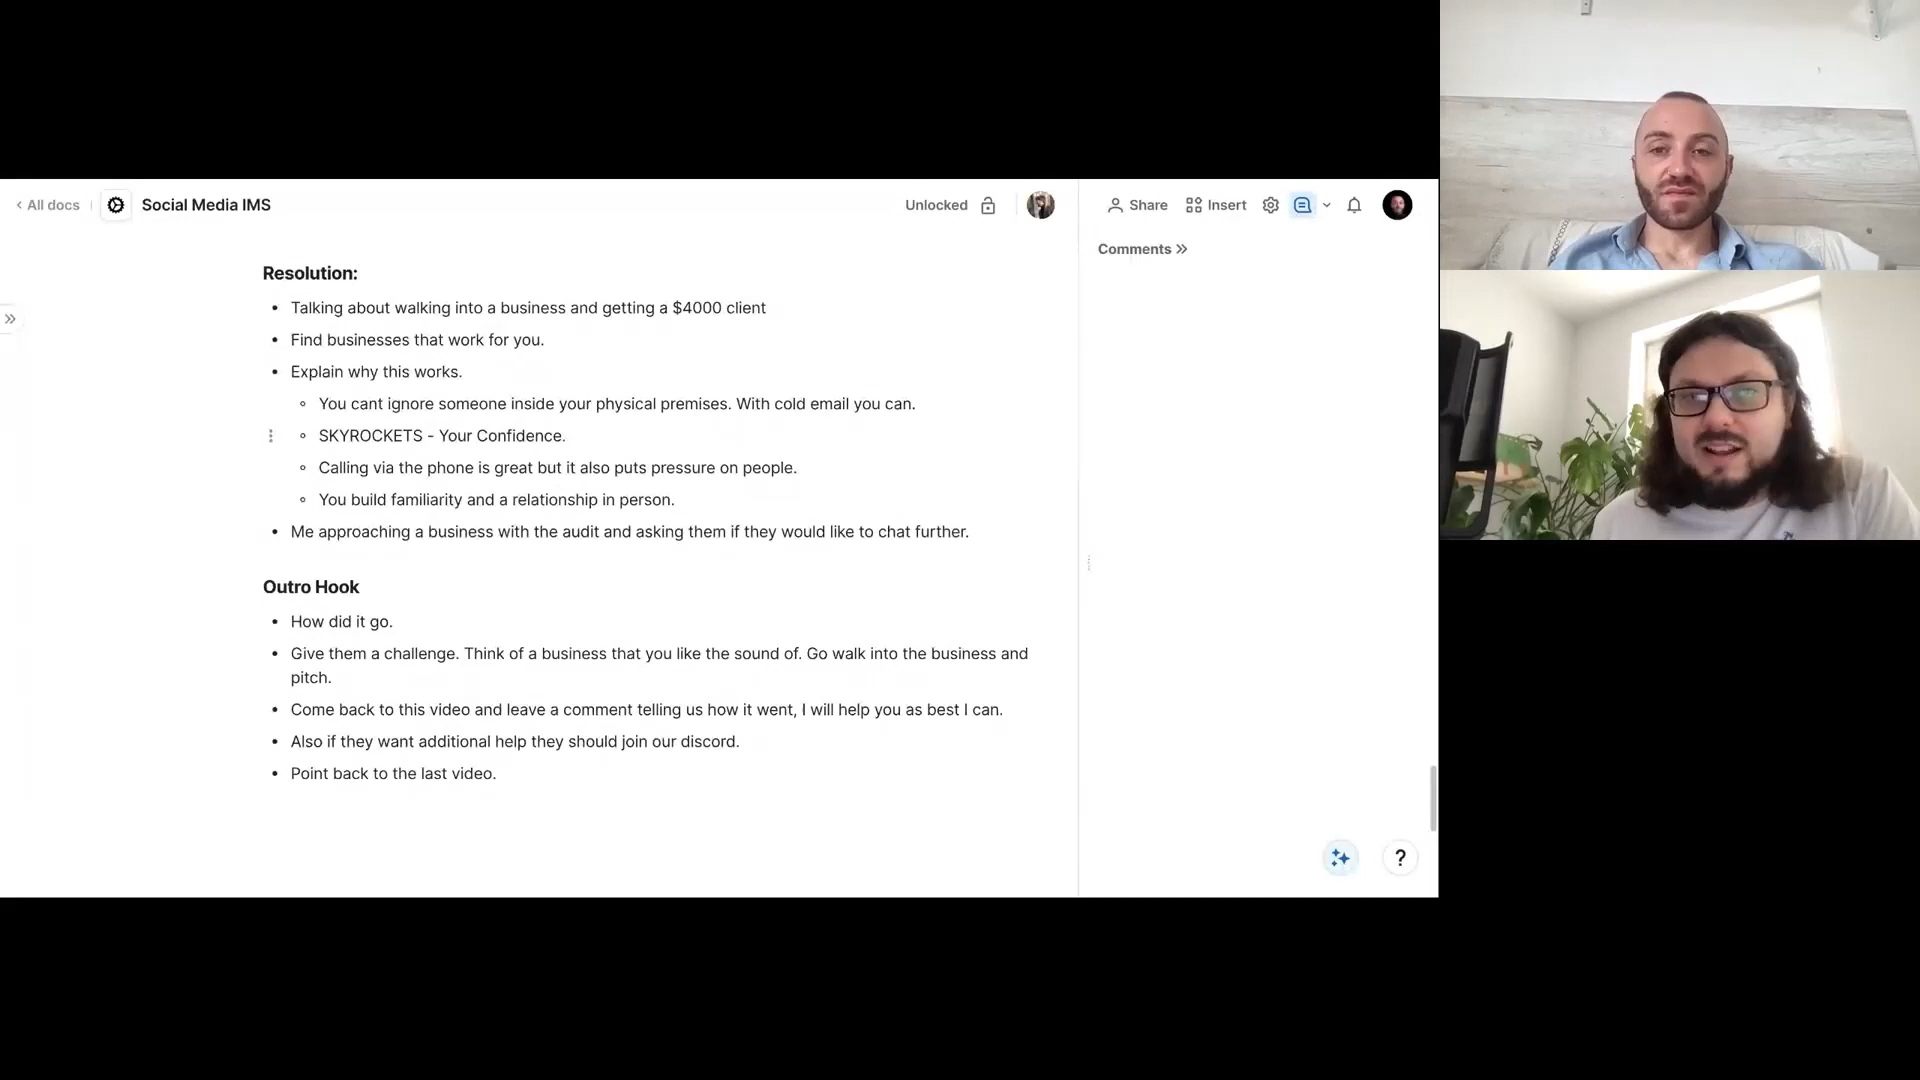 All docs
Social Media IMS
Unlocked
Share
Insert
Comments
Resolution:
Talking about walking into a business and getting a $4000 client
Find businesses that work for you.
Explain why this works.
You cant ignore someone inside your physical premises. With cold email you can.
SKYROCKETS - Your Confidence.
Calling via the phone is great but it also puts pressure on people.
You build familiarity and a relationship in person.
Me approaching a business with the audit and asking them if they would like to chat further.
Outro Hook
How did it go.
Give them a challenge. Think of a business that you like the sound of. Go walk into the business and
pitch.
Come back to this video and leave a comment telling us how it went, I will help you as best I can.
Also if they want additional help they should join our discord.
Point back to the last video.
?